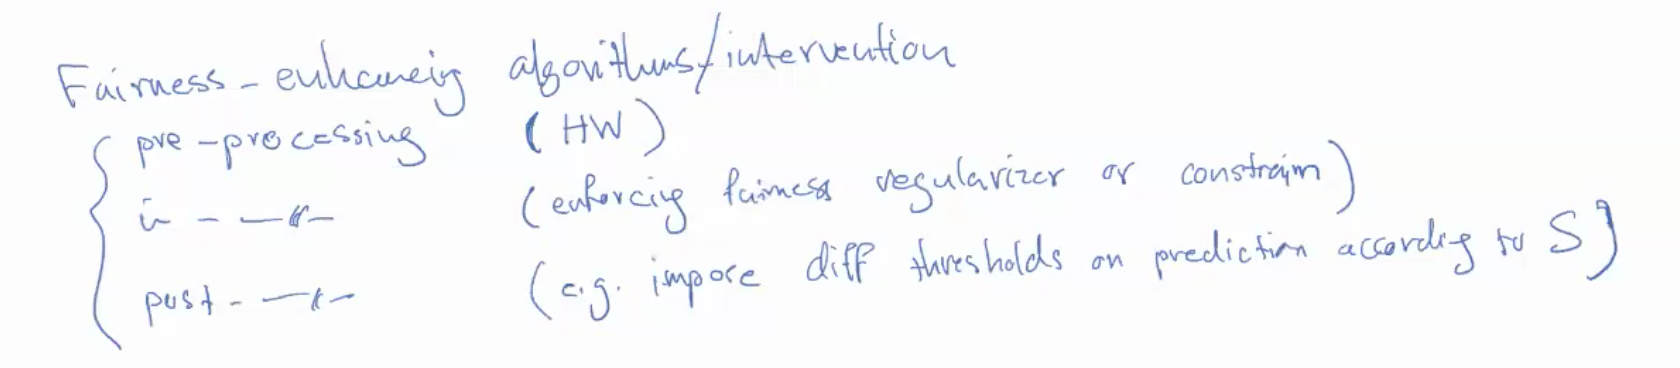 Fairness-enhancing algorithms/intervention
pre-processing (HW)
in - —〃— (enforcing fairness regularizer or constraint)
post- —〃— (e.g. impose diff thresholds on prediction according to S)